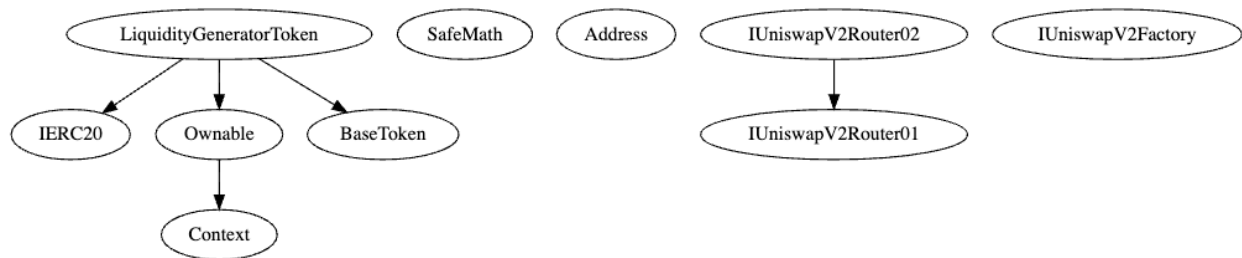 LiquidityGeneratorToken
SafeMath
Address
IUniswapV2Router02
IUniswapV2Factory
IERC20
Ownable
BaseToken
IUniswapV2Router01
Context